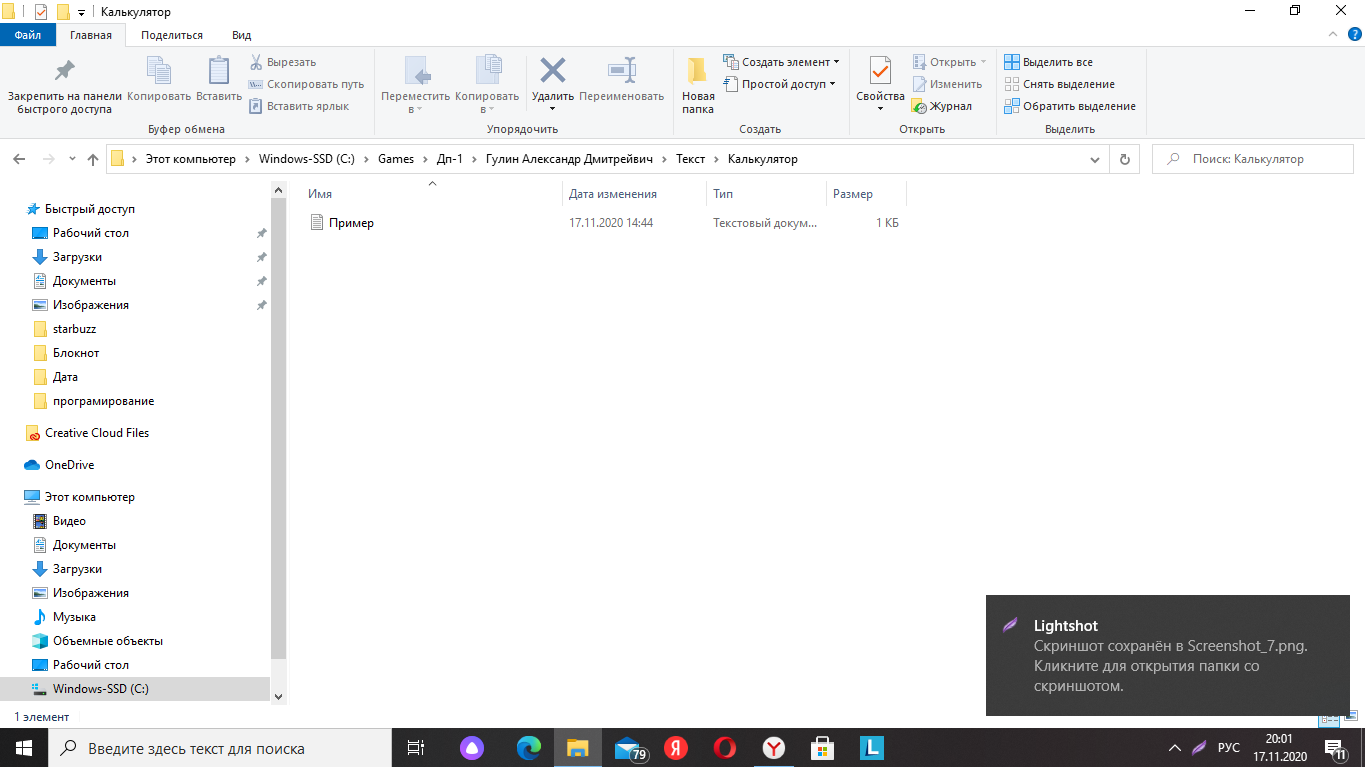 Калькулятор
Файл Главная Поделиться Вид
Закрепить на панели быстрого доступа
Копировать
Вставить
Вырезать
Скопировать путь
Вставить ярлык
Буфер обмена
Переместить в
Копировать в
Удалить
Переименовать
Упорядочить
Новая папка
Создать элемент
Простой доступ
Создать
Свойства
Открыть
Изменить
Журнал
Открыть
Выделить все
Снять выделение
Обратить выделение
Выделить
Этот компьютер > Windows-SSD (C:) > Games > Дп-1 > Гулин Александр Дмитрейвич > Текст > Калькулятор
Поиск: Калькулятор
Имя Дата изменения Тип Размер
Пример 17.11.2020 14:44 Текстовый докум... 1 КБ
Быстрый доступ
Рабочий стол
Загрузки
Документы
Изображения
starbuzz
Блокнот
Дата
програмирование
Creative Cloud Files
OneDrive
Этот компьютер
Видео
Документы
Загрузки
Изображения
Музыка
Объемные объекты
Рабочий стол
Windows-SSD (C:)
1 элемент
Lightshot
Скриншот сохранён в Screenshot_7.png.
Кликните для открытия папки со
скриншотом.
Введите здесь текст для поиска
79
Я
Y
L
РУС
20:01
17.11.2020
11